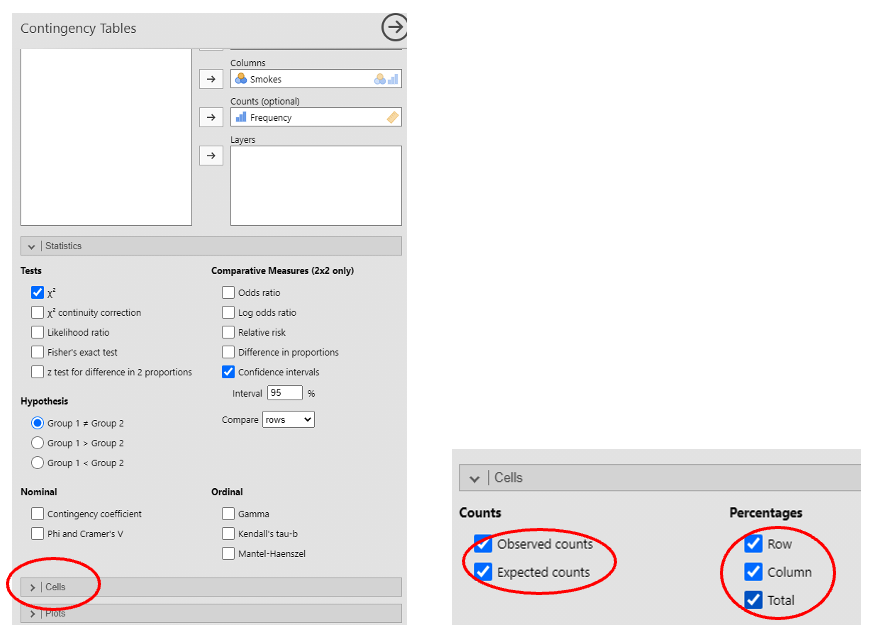 Contingency Tables
Columns
Smokes
Counts (optional)
Frequency
Layers
Statistics
Tests
Comparative Measures (2x2 only)
χ²
Odds ratio
χ² continuity correction
Log odds ratio
Likelihood ratio
Relative risk
Fisher's exact test
Difference in proportions
z test for difference in 2 proportions
Confidence intervals
Interval 95 %
Hypothesis
Compare rows
Group 1 ≠ Group 2
Group 1 > Group 2
Group 1 < Group 2
Nominal
Ordinal
Contingency coefficient
Gamma
Phi and Cramer's V
Kendall's tau-b
Mantel-Haenszel
Cells
Plots
Cells
Counts
Percentages
Observed counts
Row
Expected counts
Column
Total